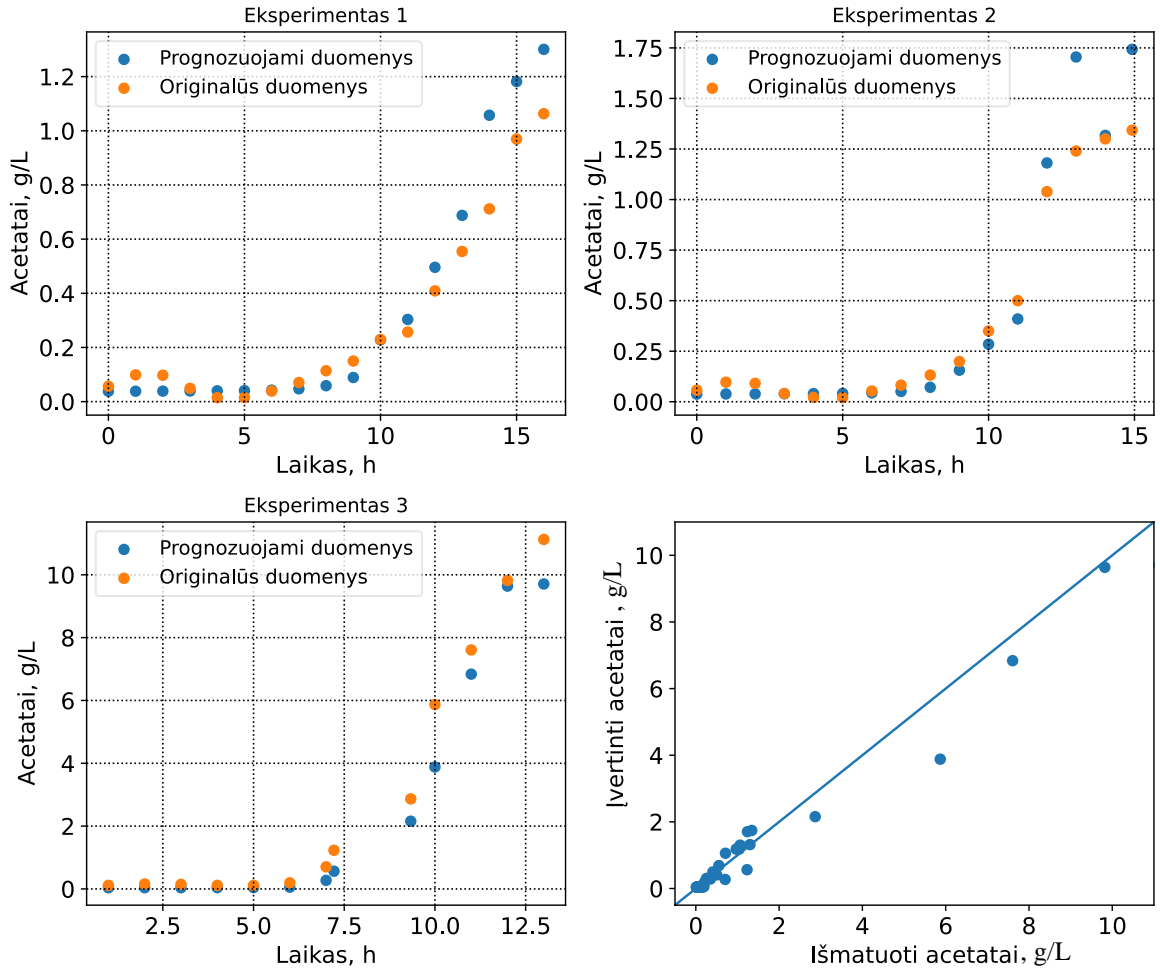 Eksperimentas 1
Prognozuojami duomenys
Originalūs duomenys
Acetatai, g/L
1.2
1.0
0.8
0.6
0.4
0.2
0.0
0 5 10 15
Laikas, h
Eksperimentas 2
Prognozuojami duomenys
Originalūs duomenys
Acetatai, g/L
1.75
1.50
1.25
1.00
0.75
0.50
0.25
0.00
0 5 10 15
Laikas, h
Eksperimentas 3
Prognozuojami duomenys
Originalūs duomenys
Acetatai, g/L
10
8
6
4
2
0
2.5 5.0 7.5 10.0 12.5
Laikas, h
Įvertinti acetatai , g/L
10
8
6
4
2
0
0 2 4 6 8 10
Išmatuoti acetatai, g/L